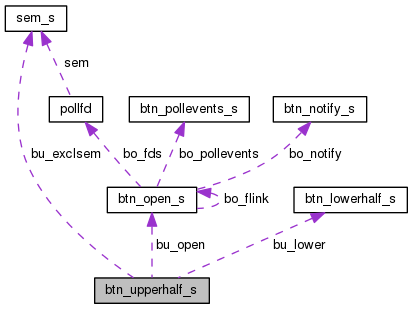 sem_s
sem
pollfd
btn_pollevents_s
btn_notify_s
bu_exclsem
bo_fds
bo_pollevents
bo_notify
btn_open_s
bo_flink
btn_lowerhalf_s
bu_open
bu_lower
btn_upperhalf_s